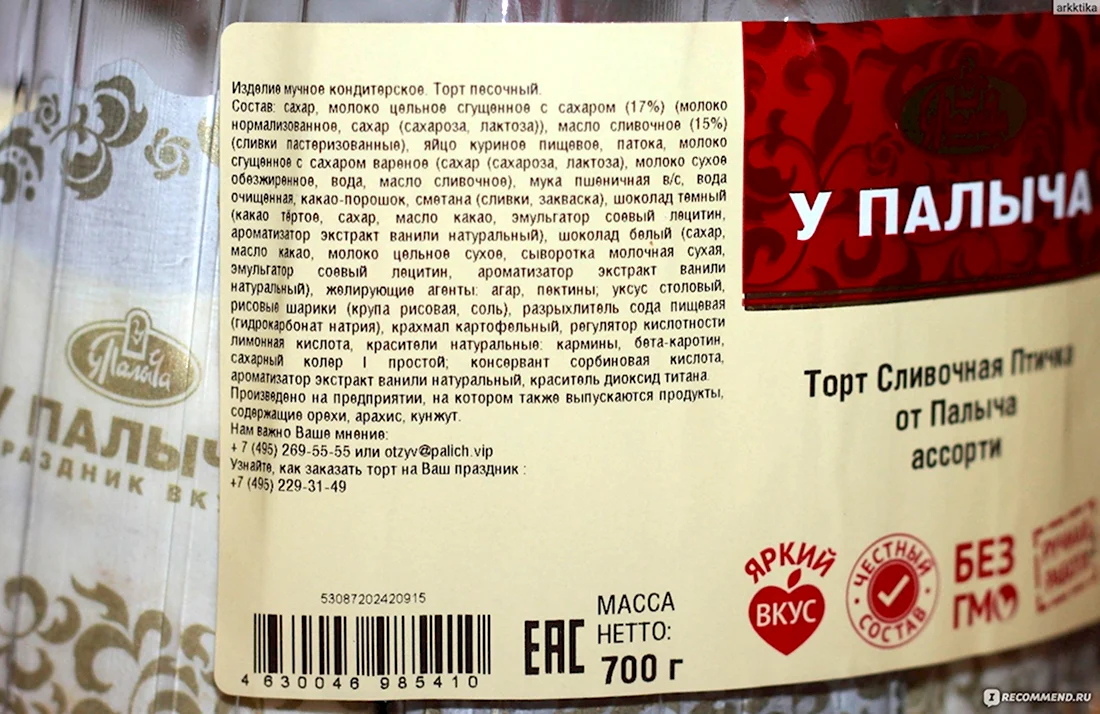 arkktika
Изделие мучное кондитерское. Торт песочный.
Состав: сахар, молоко цельное сгущенное с сахаром (17%) (молоко
нормализованное, сахар (сахароза, лактоза)), масло сливочное (15%)
(сливки пастеризованные), яйцо куриное пищевое, патока, молоко
сгущенное с сахаром вареное (сахар (сахароза, лактоза), молоко сухое
обезжиренное, вода, масло сливочное), мука пшеничная в/с, вода
очищенная, какао-порошок, сметана (сливки, закваска), шоколад темный
(какао тёртое, сахар, масло какао, эмульгатор соевый лецитин,
ароматизатор экстракт ванили натуральный), шоколад белый (сахар,
масло какао, молоко цельное сухое, сыворотка молочная сухая,
эмульгатор соевый лецитин, ароматизатор экстракт ванили
натуральный), желирующие агенты: агар, пектины; уксус столовый,
рисовые шарики (крупа рисовая, соль), разрыхлитель сода пищевая
(гидрокарбонат натрия), крахмал картофельный, регулятор кислотности
лимонная кислота, красители натуральные: кармины, бета-каротин,
сахарный колер I простой; консервант сорбиновая кислота,
ароматизатор экстракт ванили натуральный, краситель диоксид титана.
Произведено на предприятии, на котором также выпускаются продукты,
содержащие орехи, арахис, кунжут.
Нам важно Ваше мнение:
+ 7 (495) 269-55-55 или otzyv@palich.vip
Узнайте, как заказать торт на Ваш праздник :
+7 (495) 229-31-49
53087202420915
4 630046 985410
EAC
МАССА
НЕТТО:
700 г
У ПАЛЫЧА
Торт Сливочная Птичка
от Палыча
ассорти
ЯРКИЙ
ВКУС
ЧЕСТНЫЙ
СОСТАВ
БЕЗ
ГМО
у Палыча
У ПАЛЫЧ
РАЗДНИК ВК
IRECOMMEND.RU